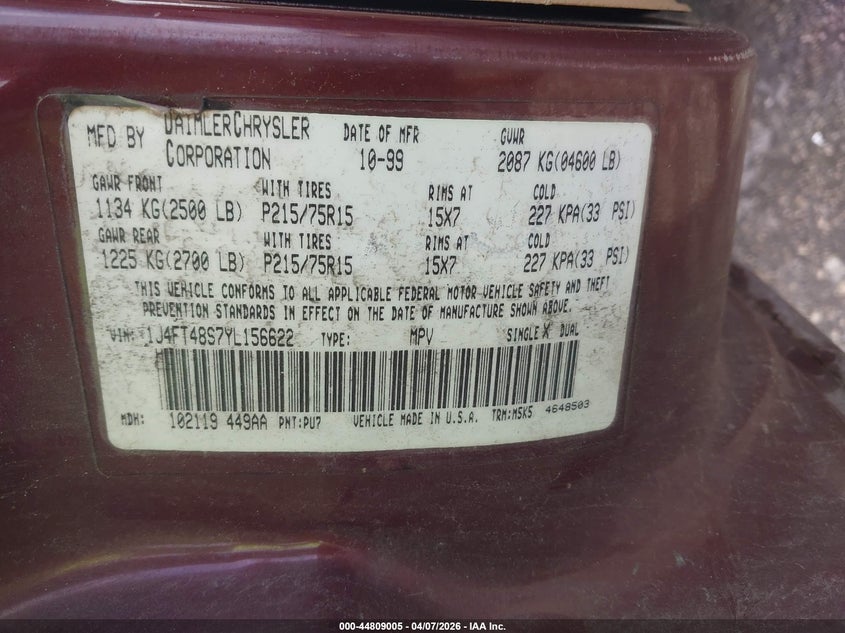 MFD BY DAIMLERCHRYSLER CORPORATION DATE OF MFR 10-99 GVWR 2087 KG(04600 LB)
GAWR FRONT WITH TIRES RIMS AT COLD
1134 KG(2500 LB) P215/75R15 15X7 227 KPA(33 PSI)
GAWR REAR WITH TIRES RIMS AT COLD
1225 KG(2700 LB) P215/75R15 15X7 227 KPA(33 PSI)
THIS VEHICLE CONFORMS TO ALL APPLICABLE FEDERAL MOTOR VEHICLE SAFETY AND THEFT
PREVENTION STANDARDS IN EFFECT ON THE DATE OF MANUFACTURE SHOWN ABOVE.
VIN: 1J4FT48S7YL156622 TYPE: MPV SINGLE X DUAL
MDH: 102119 449AA PNT:PU7 VEHICLE MADE IN U.S.A. TRM:M5K5 4648503
000-44809005 - 04/07/2026 - IAA Inc.